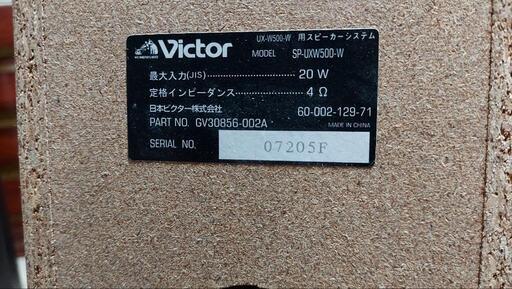 Victor
UX-W500-W 用スピーカーシステム
MODEL SP-UXW500-W
最大入力(JIS) 20 W
定格インピーダンス 4 Ω
日本ビクター株式会社 60-002-129-71
PART NO. GV30856-002A MADE IN CHINA
SERIAL NO. 07205F